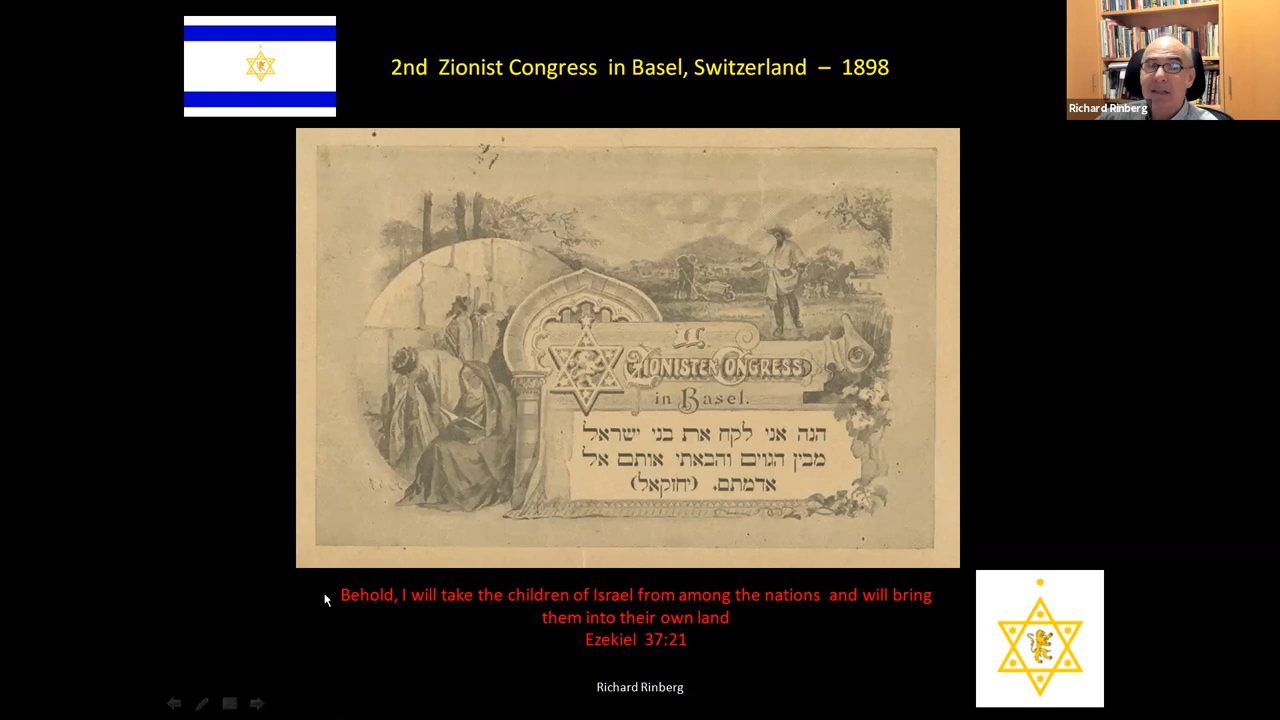 2nd Zionist Congress in Basel, Switzerland – 1898
Richard Rinberg
II.
ZIONISTEN CONGRESS
in Basel.
הנה אני לקח את בני ישראל
מבין הגוים והבאתי אותם אל
אדמתם. (יחזקאל)
Behold, I will take the children of Israel from among the nations and will bring
them into their own land
Ezekiel 37:21
Richard Rinberg